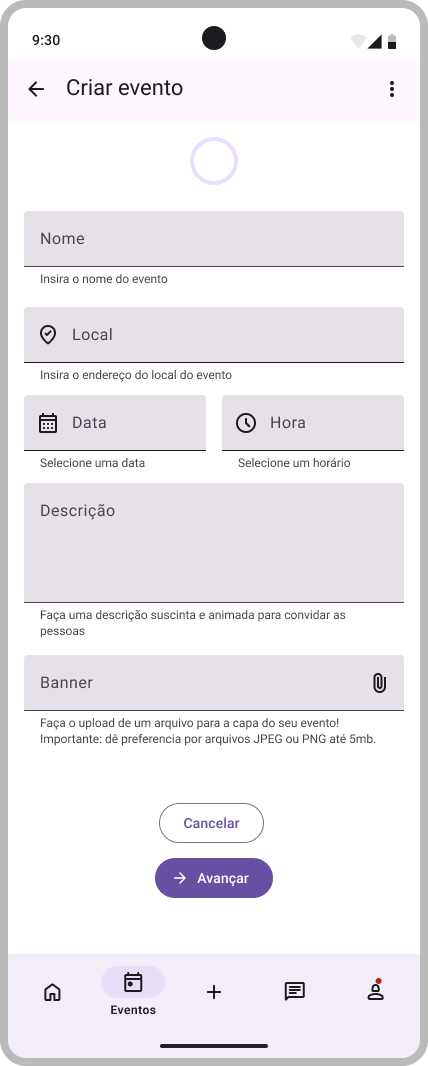 9:30
Criar evento
Nome
Insira o nome do evento
Local
Insira o endereço do local do evento
Data
Hora
Selecione uma data
Selecione um horário
Descrição
Faça uma descrição suscinta e animada para convidar as
pessoas
Banner
Faça o upload de um arquivo para a capa do seu evento!
Importante: dê preferencia por arquivos JPEG ou PNG até 5mb.
Cancelar
Avançar
Eventos